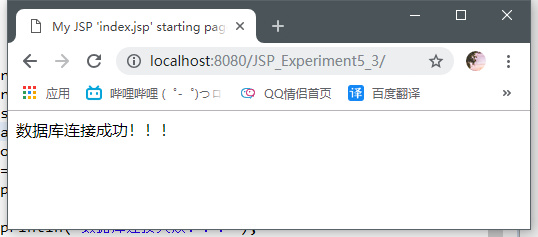 My JSP 'index.jsp' starting pag
localhost:8080/JSP_Experiment5_3/
应用 哔哩哔哩 ( ゜- ゜)つロ QQ情侣首页 译 百度翻译
数据库连接成功！！！